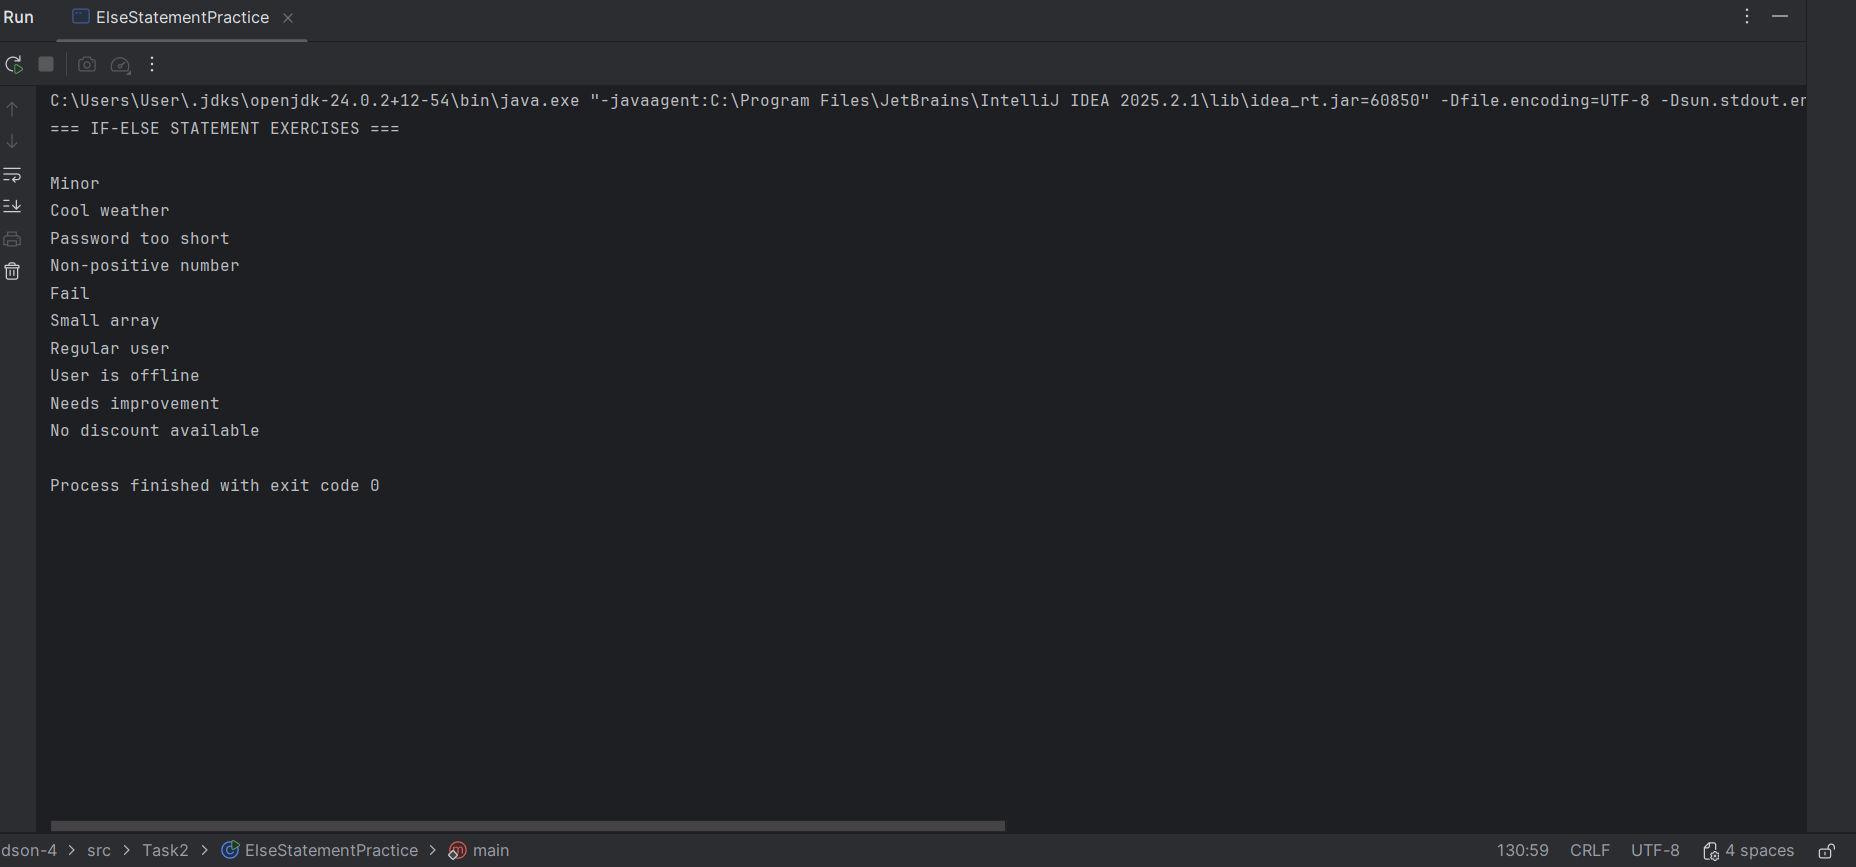 Run ElseStatementPractice
C:\Users\User\.jdks\openjdk-24.0.2+12-54\bin\java.exe "-javaagent:C:\Program Files\JetBrains\IntelliJ IDEA 2025.2.1\lib\idea_rt.jar=60850" -Dfile.encoding=UTF-8 -Dsun.stdout.en
=== IF-ELSE STATEMENT EXERCISES ===
Minor
Cool weather
Password too short
Non-positive number
Fail
Small array
Regular user
User is offline
Needs improvement
No discount available
Process finished with exit code 0
dson-4 > src > Task2 > ElseStatementPractice > main 130:59 CRLF UTF-8 4 spaces